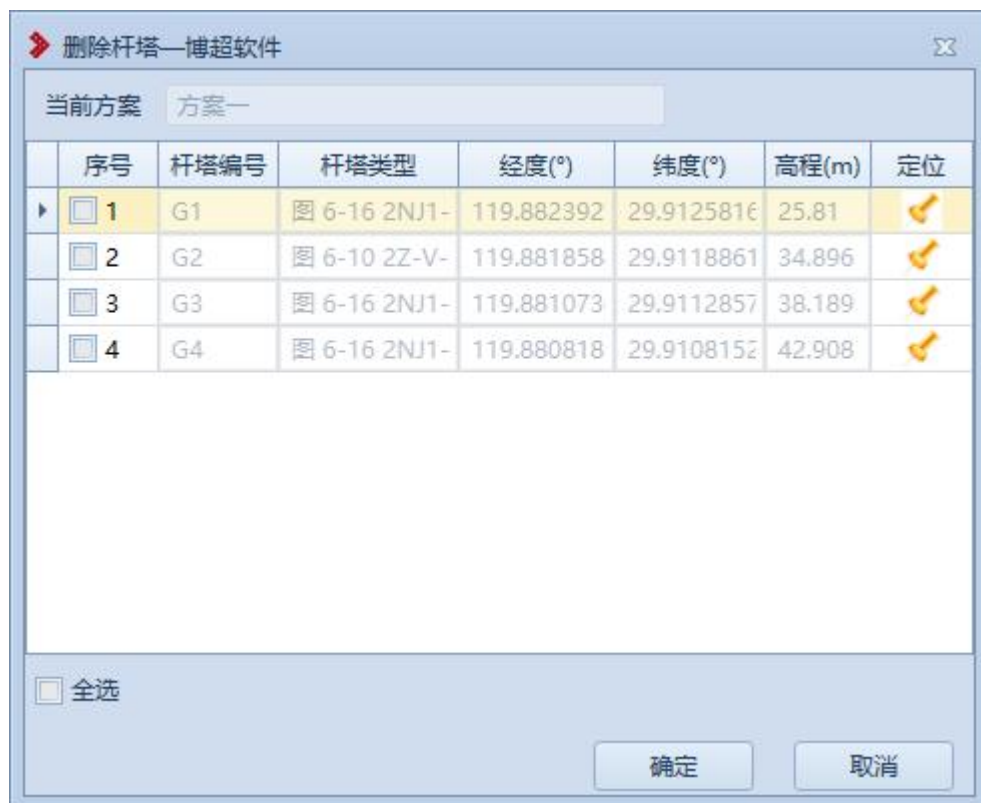 删除杆塔—博超软件
当前方案 方案一
序号 杆塔编号 杆塔类型 经度(°) 纬度(°) 高程(m) 定位
1 G1 图 6-16 2NJ1- 119.882392 29.9125816 25.81
2 G2 图 6-10 2Z-V- 119.881858 29.9118861 34.896
3 G3 图 6-16 2NJ1- 119.881073 29.9112857 38.189
4 G4 图 6-16 2NJ1- 119.880818 29.9108152 42.908
全选
确定 取消